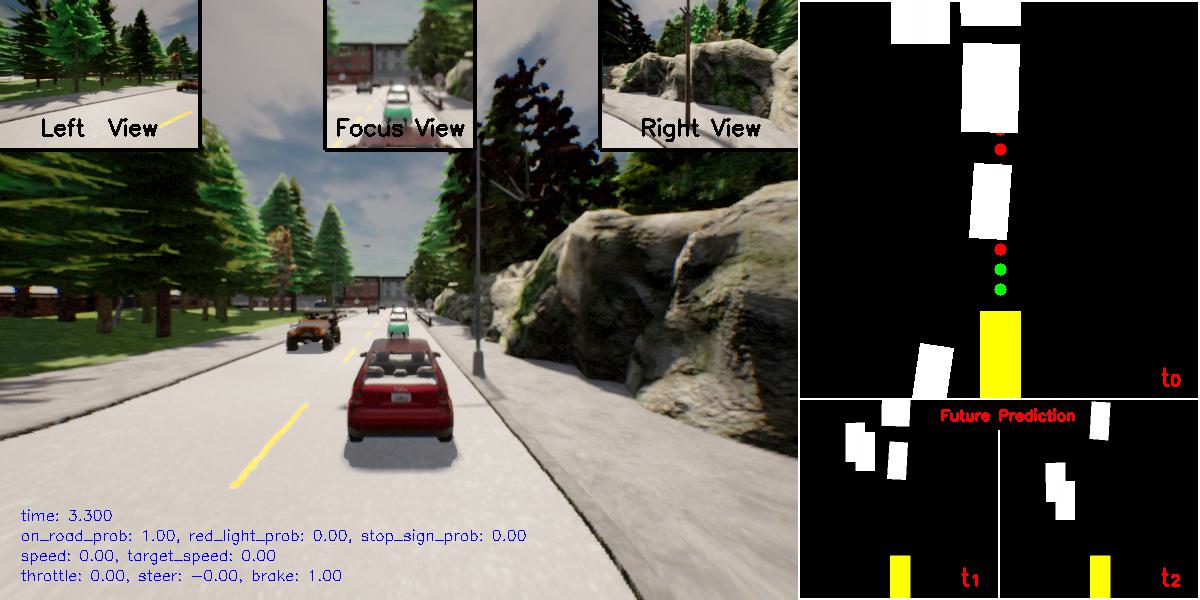 Left View
Focus View
Right View
time: 3.300
on_road_prob: 1.00, red_light_prob: 0.00, stop_sign_prob: 0.00
speed: 0.00, target_speed: 0.00
throttle: 0.00, steer: -0.00, brake: 1.00
t0
Future Prediction
t1
t2